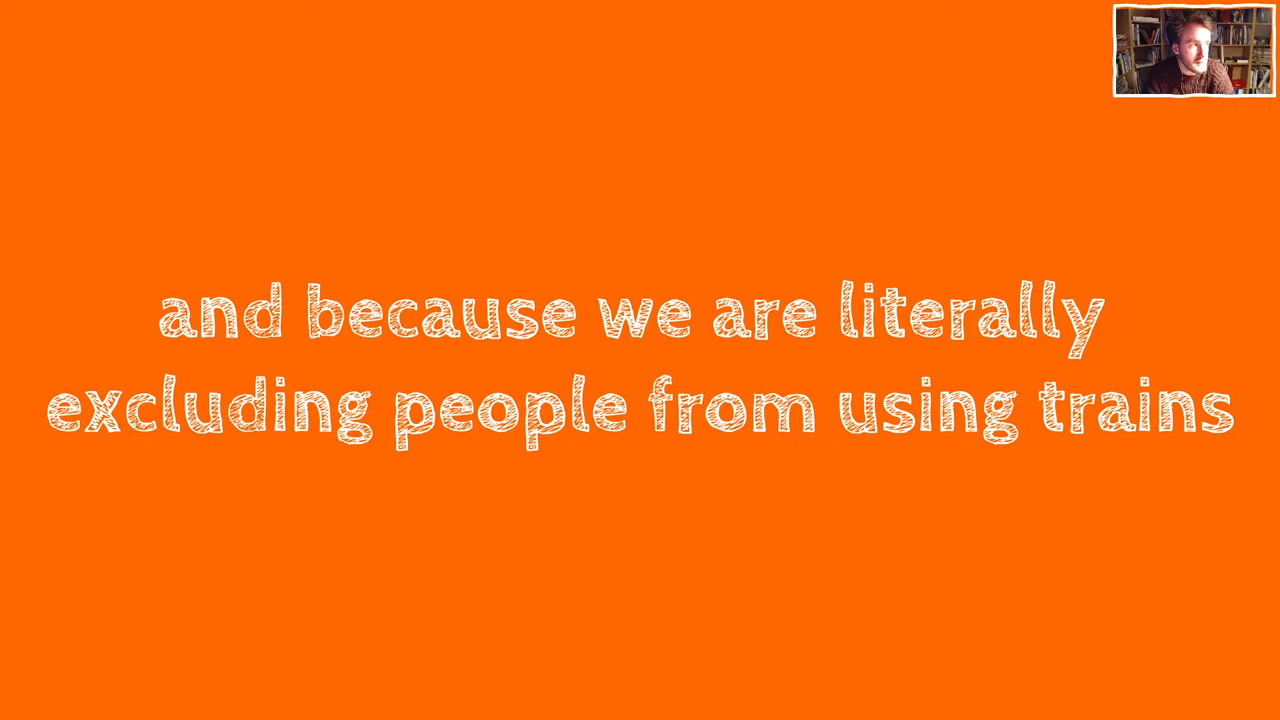 and because we are literally
excluding people from using trains